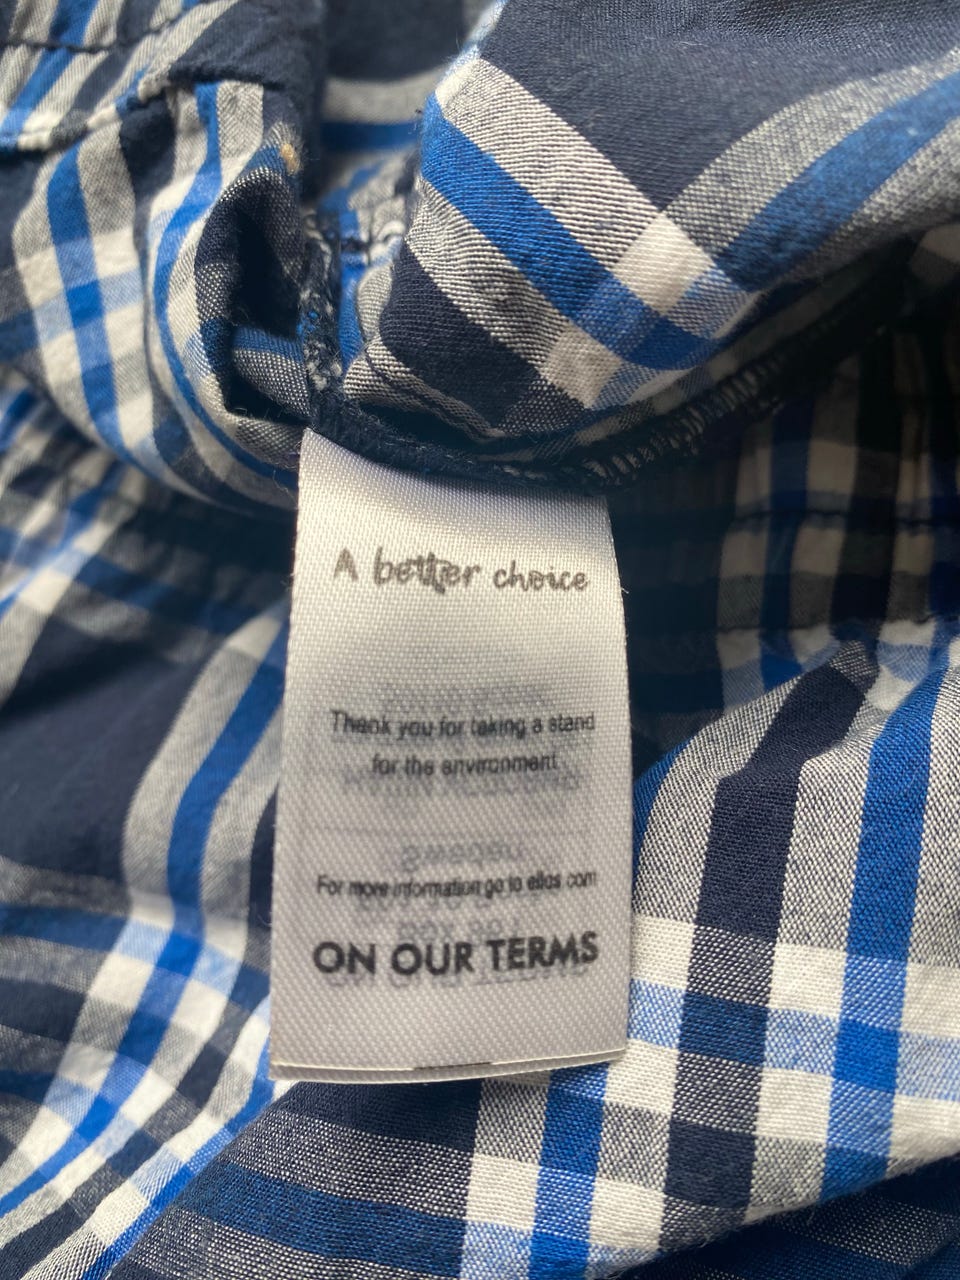 A better choice
Thank you for taking a stand
for the environment
For more information go to ellos.com
ON OUR TERMS